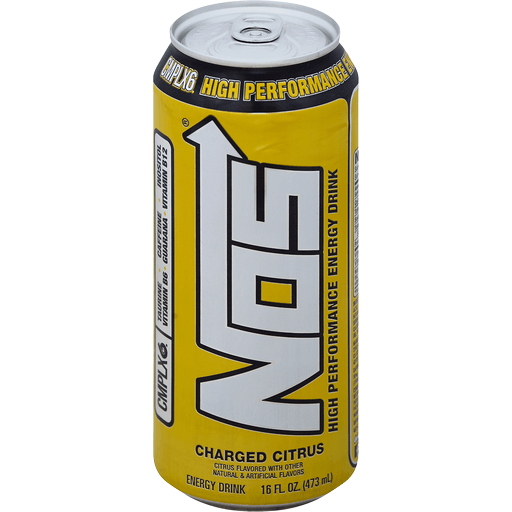 CMPLX6 HIGH PERFORMANCE
®
NOS
HIGH PERFORMANCE ENERGY DRINK
CMPLX6
TAURINE · CAFFEINE · INOSITOL
VITAMIN B6 · GUARANA · VITAMIN B12
CHARGED CITRUS
CITRUS FLAVORED WITH OTHER
NATURAL & ARTIFICIAL FLAVORS
ENERGY DRINK 16 FL. OZ. (473 mL)